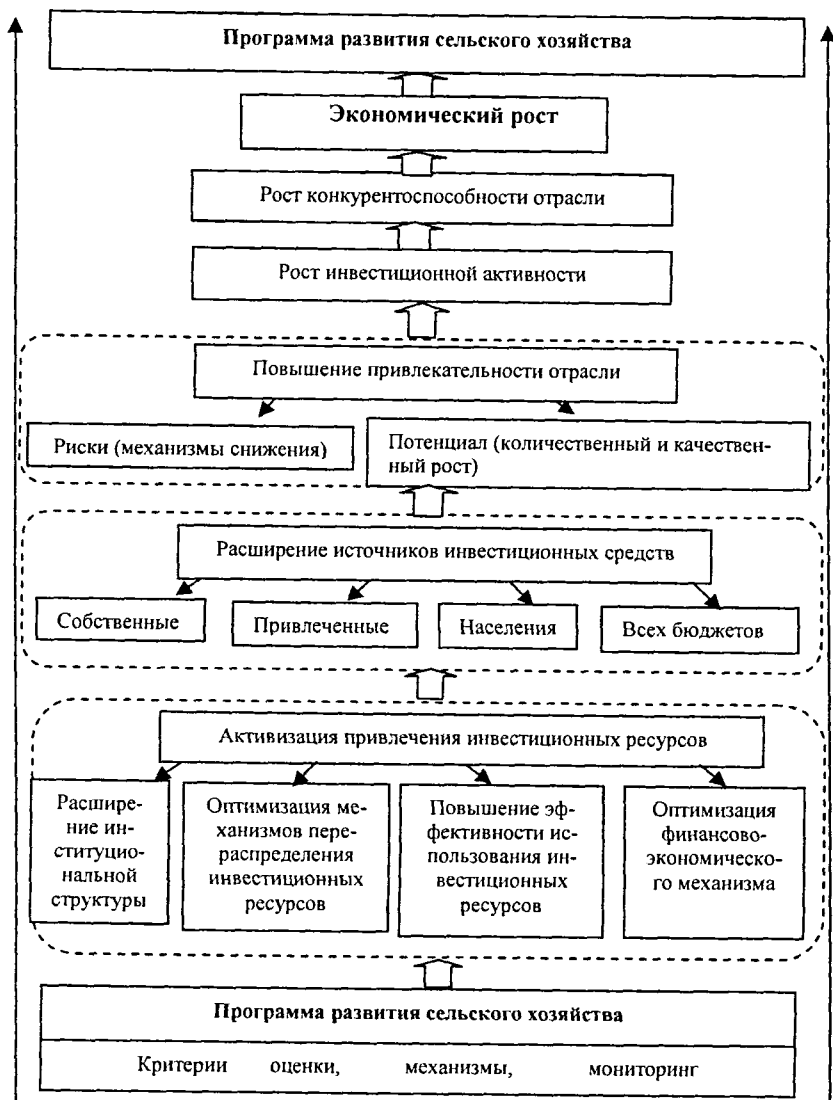 Программа развития сельского хозяйства
Экономический рост
Рост конкурентоспособности отрасли
Рост инвестиционной активности
Повышение привлекательности отрасли
Риски (механизмы снижения)
Потенциал (количественный и качествен-
ный рост)
Расширение источников инвестиционных средств
Собственные
Привлеченные
Населения
Всех бюджетов
Активизация привлечения инвестиционных ресурсов
Расшире-
ние ин-
ституцио-
нальной
структуры
Оптимизация ме-
ханизмов пере-
распределения
инвестиционных
ресурсов
Повышение эф-
фективности ис-
пользования ин-
вестиционных
ресурсов
Оптимизация
финансово-
экономическо-
го механизма
Программа развития сельского хозяйства
Критерии оценки, механизмы, мониторинг